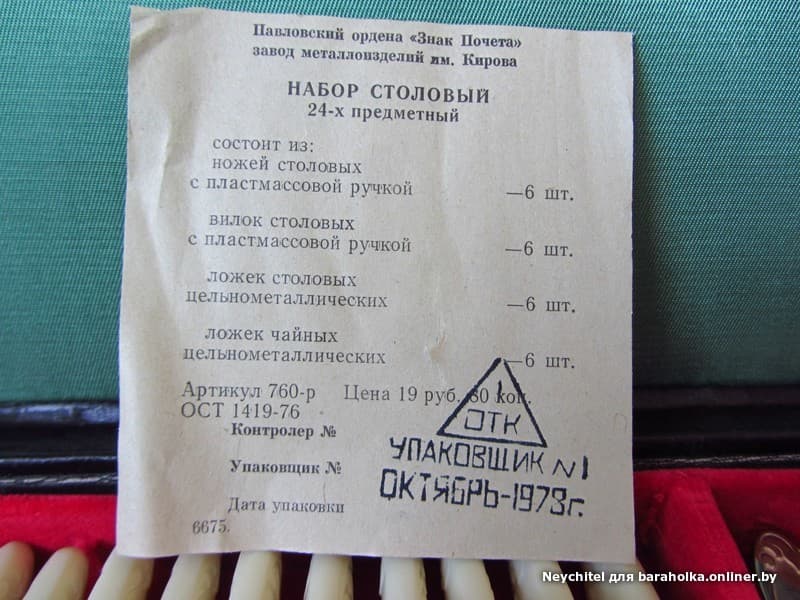 Павловский ордена «Знак Почета»
завод металлоизделий им. Кирова
НАБОР СТОЛОВЫЙ
24-х предметный
состоит из:
ножей столовых
с пластмассовой ручкой —6 шт.
вилок столовых
с пластмассовой ручкой —6 шт.
ложек столовых
цельнометаллических —6 шт.
ложек чайных
цельнометаллических —6 шт.
Артикул 760-р Цена 19 руб. 80 коп.
ОСТ 1419-76
1
ОТК
Контролер №
УПАКОВЩИК N1
Упаковщик №
ОКТЯБРЬ-1978г.
Дата упаковки
6675.
Neychitel для baraholka.onliner.by